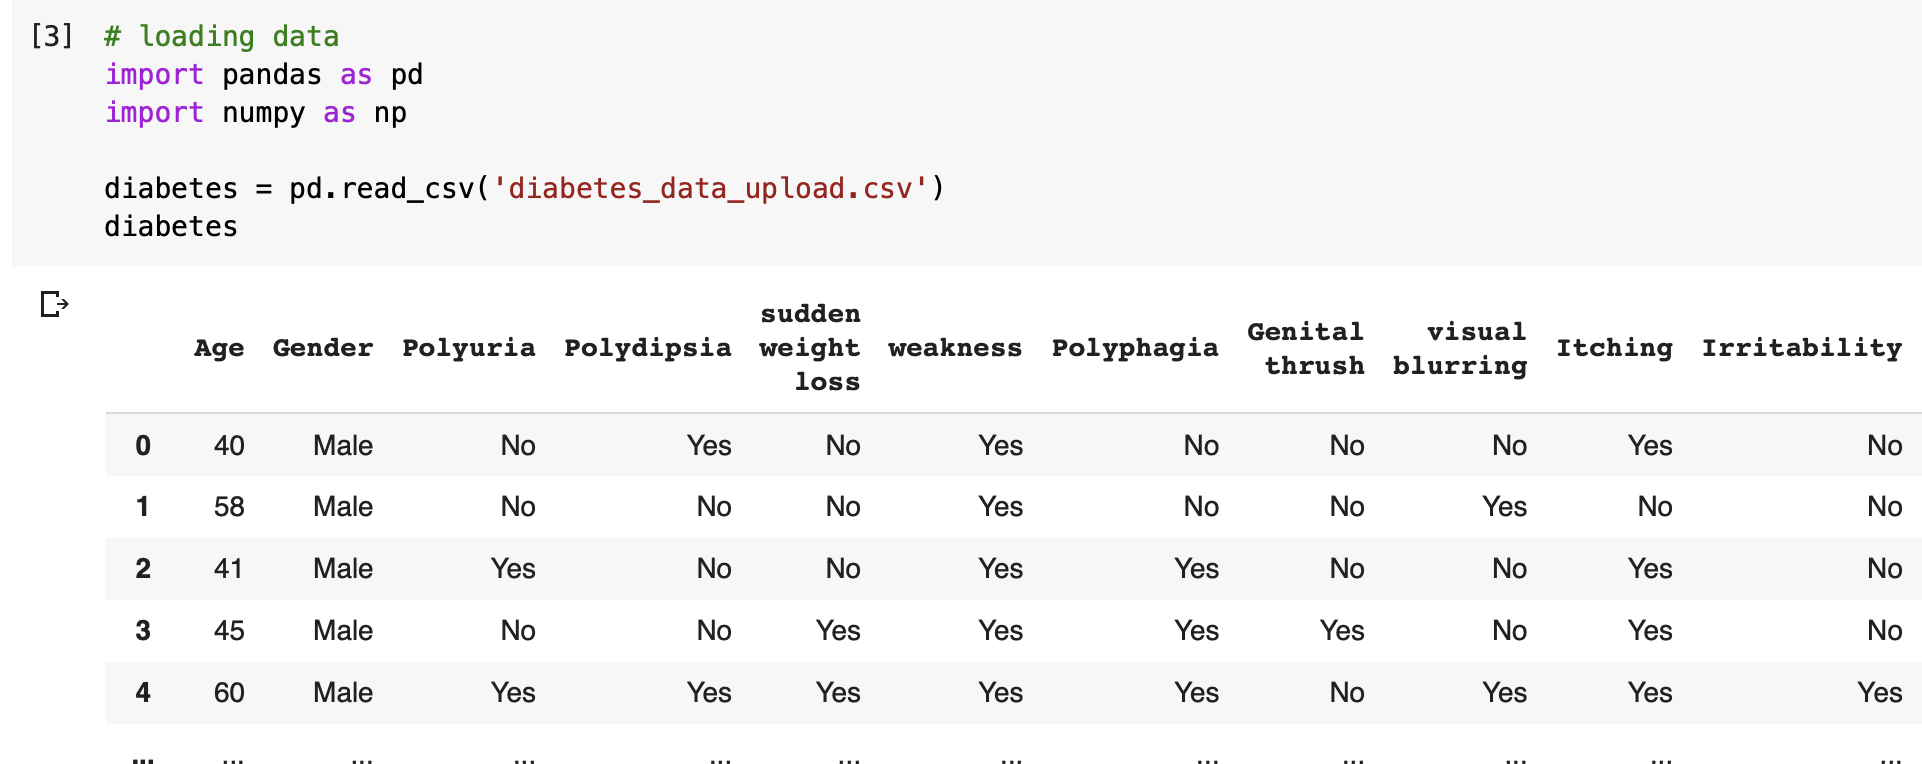 [3] # loading data
import pandas as pd
import numpy as np
diabetes = pd.read_csv('diabetes_data_upload.csv')
diabetes
Age Gender Polyuria Polydipsia sudden weight loss weakness Polyphagia Genital thrush visual blurring Itching Irritability
0 40 Male No Yes No Yes No No No Yes No
1 58 Male No No No Yes No No Yes No No
2 41 Male Yes No No Yes Yes No No Yes No
3 45 Male No No Yes Yes Yes Yes No Yes No
4 60 Male Yes Yes Yes Yes Yes No Yes Yes Yes
... ... ... ... ... ... ... ... ... ... ... ...